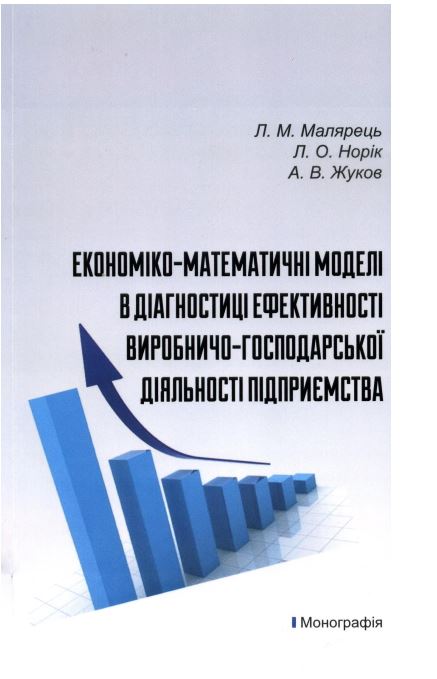 Л. М. Малярець
Л. О. Норік
А. В. Жуков
ЕКОНОМІКО-МАТЕМАТИЧНІ МОДЕЛІ
В ДІАГНОСТИЦІ ЕФЕКТИВНОСТІ
ВИРОБНИЧО-ГОСПОДАРСЬКОЇ
ДІЯЛЬНОСТІ ПІДПРИЄМСТВА
Монографія